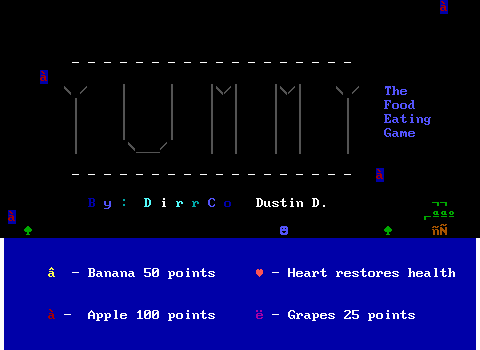 YUMMY
The
Food
Eating
Game
By: DirrCo Dustin D.
â - Banana 50 points
♥ - Heart restores health
à - Apple 100 points
ë - Grapes 25 points